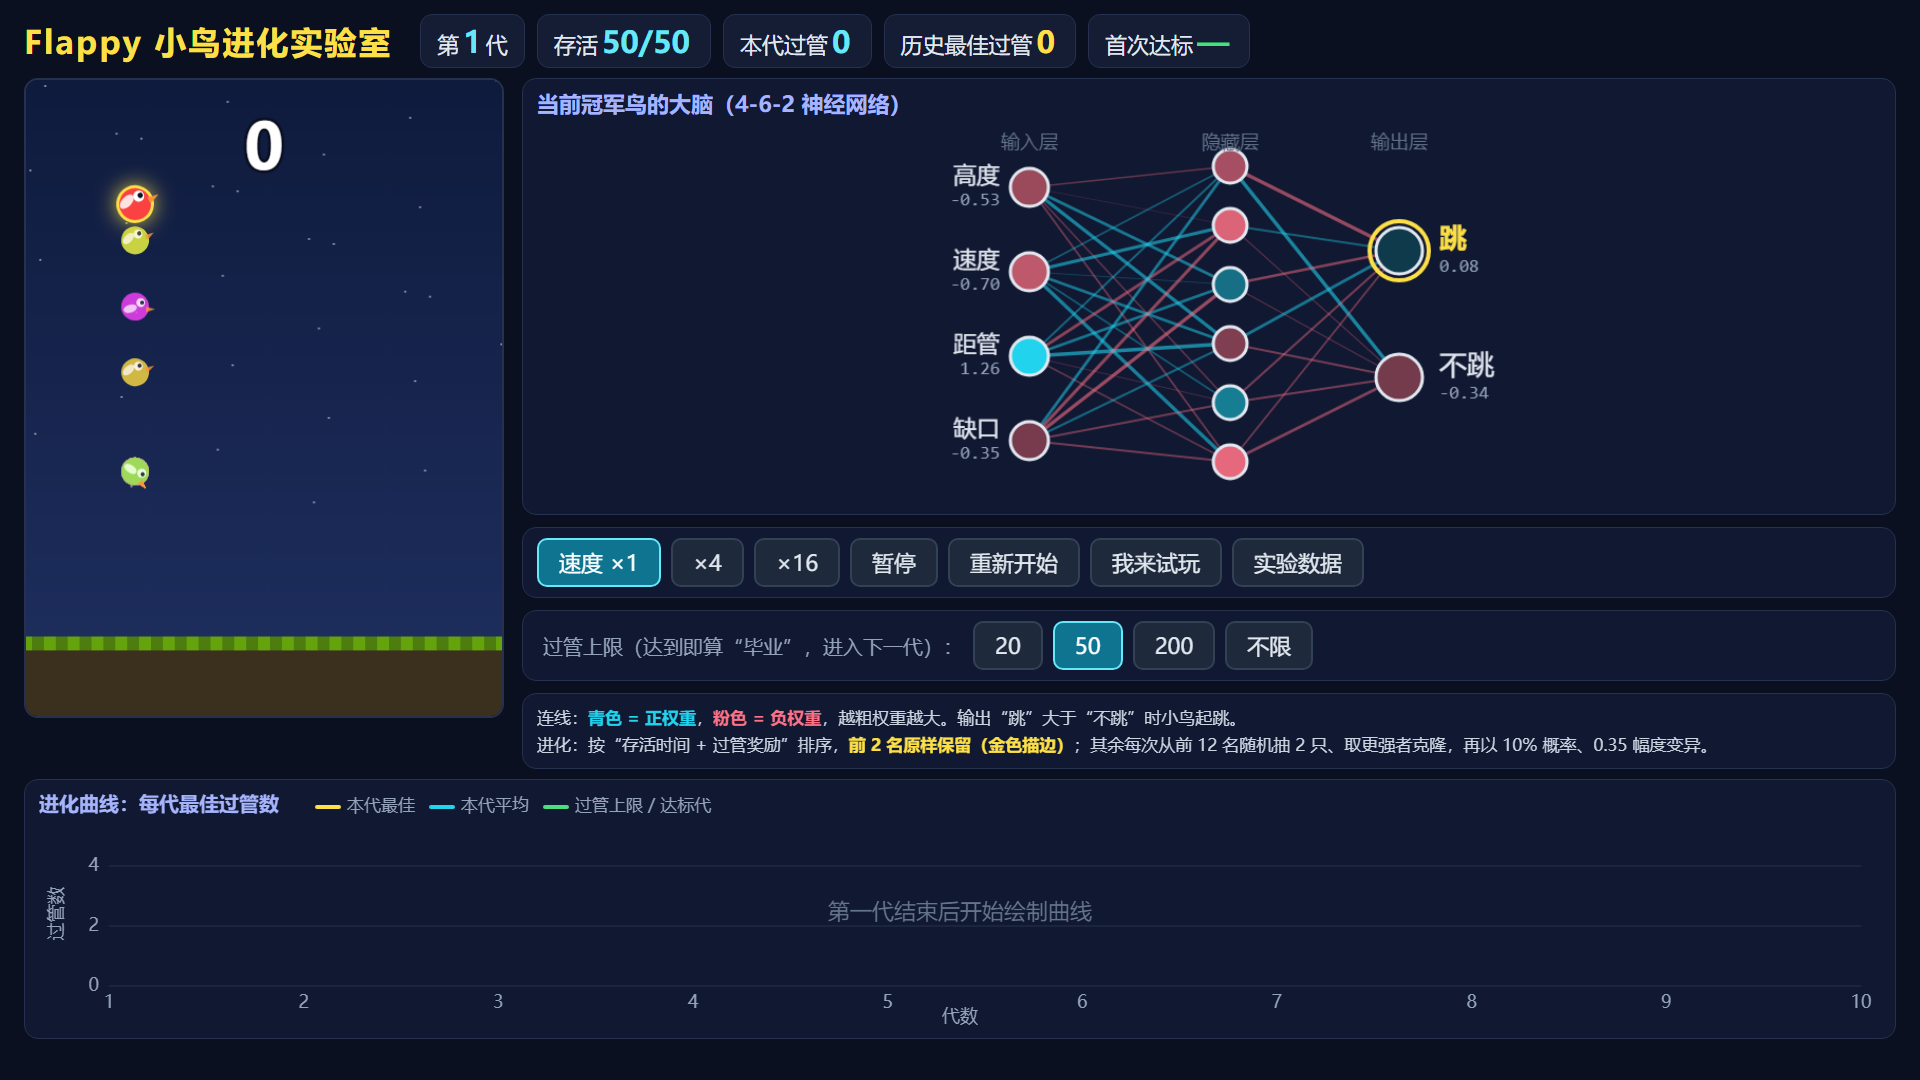 Flappy 小鸟进化实验室
第 1 代
存活 50/50
本代过管 0
历史最佳过管 0
首次达标 —
0
当前冠军鸟的大脑（4-6-2 神经网络）
输入层
隐藏层
输出层
高度
-0.53
速度
-0.70
距管
1.26
缺口
-0.35
跳
0.08
不跳
-0.34
速度 ×1
×4
×16
暂停
重新开始
我来试玩
实验数据
过管上限（达到即算“毕业”，进入下一代）：
20
50
200
不限
连线：青色 = 正权重，粉色 = 负权重，越粗权重越大。输出“跳”大于“不跳”时小鸟起跳。
进化：按“存活时间 + 过管奖励”排序，前 2 名原样保留（金色描边）；其余每次从前 12 名随机抽 2 只、取更强者克隆，再以 10% 概率、0.35 幅度变异。
进化曲线：每代最佳过管数
本代最佳
本代平均
过管上限 / 达标代
过管数
4
2
0
第一代结束后开始绘制曲线
1
2
3
4
5
6
7
8
9
10
代数